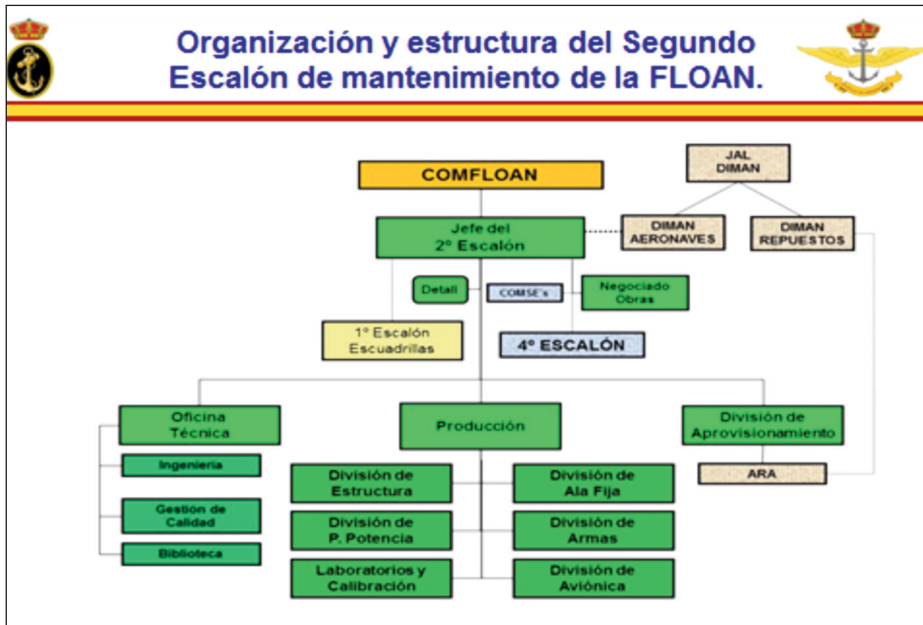 Organización y estructura del Segundo
Escalón de mantenimiento de la FLOAN.
JAL
DIMAN
COMFLOAN
Jefe del
2º Escalón
DIMAN
AERONAVES
DIMAN
REPUESTOS
Detall
COMSE's
Negociado
Obras
1º Escalón
Escuadrillas
4º ESCALÓN
Oficina
Técnica
Producción
División de
Aprovisionamiento
Ingeniería
Gestión de
Calidad
Biblioteca
División de
Estructura
División de
Ala Fija
ARA
División de
P. Potencia
División de
Armas
Laboratorios y
Calibración
División de
Aviónica